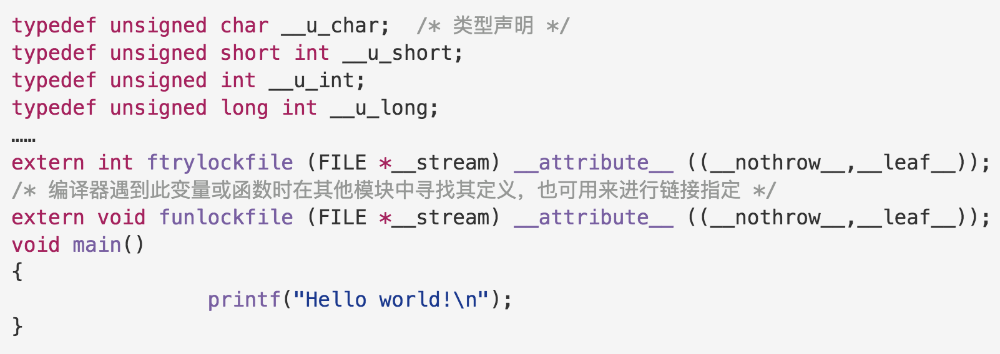 typedef unsigned char __u_char;  /* 类型声明 */
typedef unsigned short int __u_short;
typedef unsigned int __u_int;
typedef unsigned long int __u_long;
……
extern int ftrylockfile (FILE *__stream) __attribute__ ((__nothrow__,__leaf__));
/* 编译器遇到此变量或函数时在其他模块中寻找其定义，也可用来进行链接指定 */
extern void funlockfile (FILE *__stream) __attribute__ ((__nothrow__,__leaf__));
void main()
{
                printf("Hello world!\n");
}